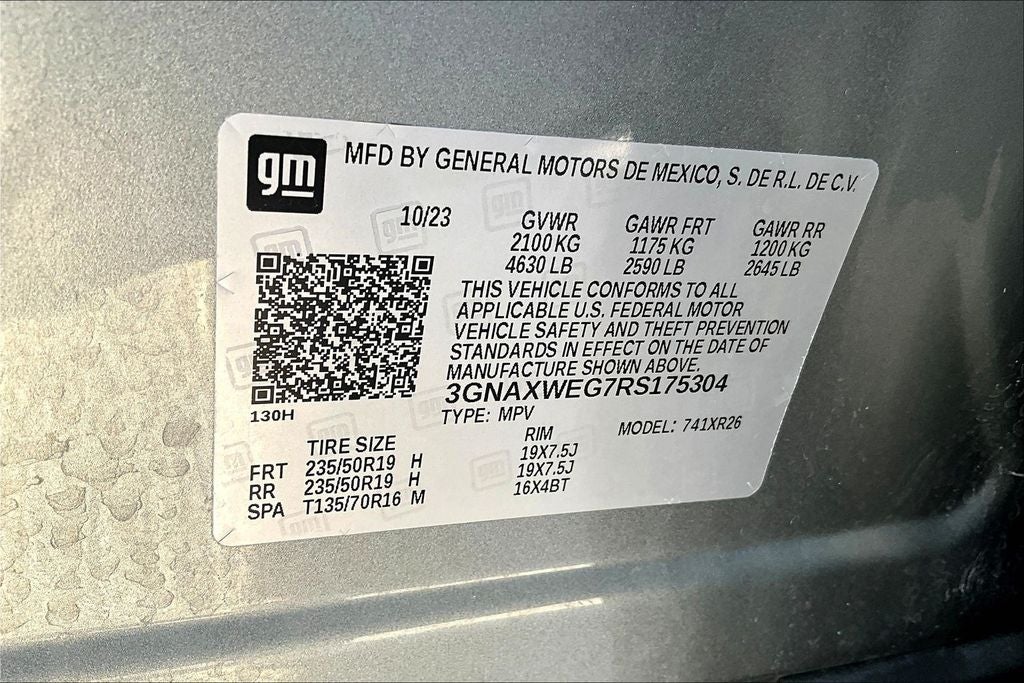 gm
MFD BY GENERAL MOTORS DE MEXICO, S. DE R.L. DE C.V.
10/23
GVWR GAWR FRT GAWR RR
2100 KG 1175 KG 1200 KG
4630 LB 2590 LB 2645 LB
THIS VEHICLE CONFORMS TO ALL
APPLICABLE U.S. FEDERAL MOTOR
VEHICLE SAFETY AND THEFT PREVENTION
STANDARDS IN EFFECT ON THE DATE OF
MANUFACTURE SHOWN ABOVE.
3GNAXWEG7RS175304
130H
TYPE: MPV MODEL: 741XR26
TIRE SIZE RIM
FRT 235/50R19 H 19X7.5J
RR 235/50R19 H 19X7.5J
SPA T135/70R16 M 16X4BT